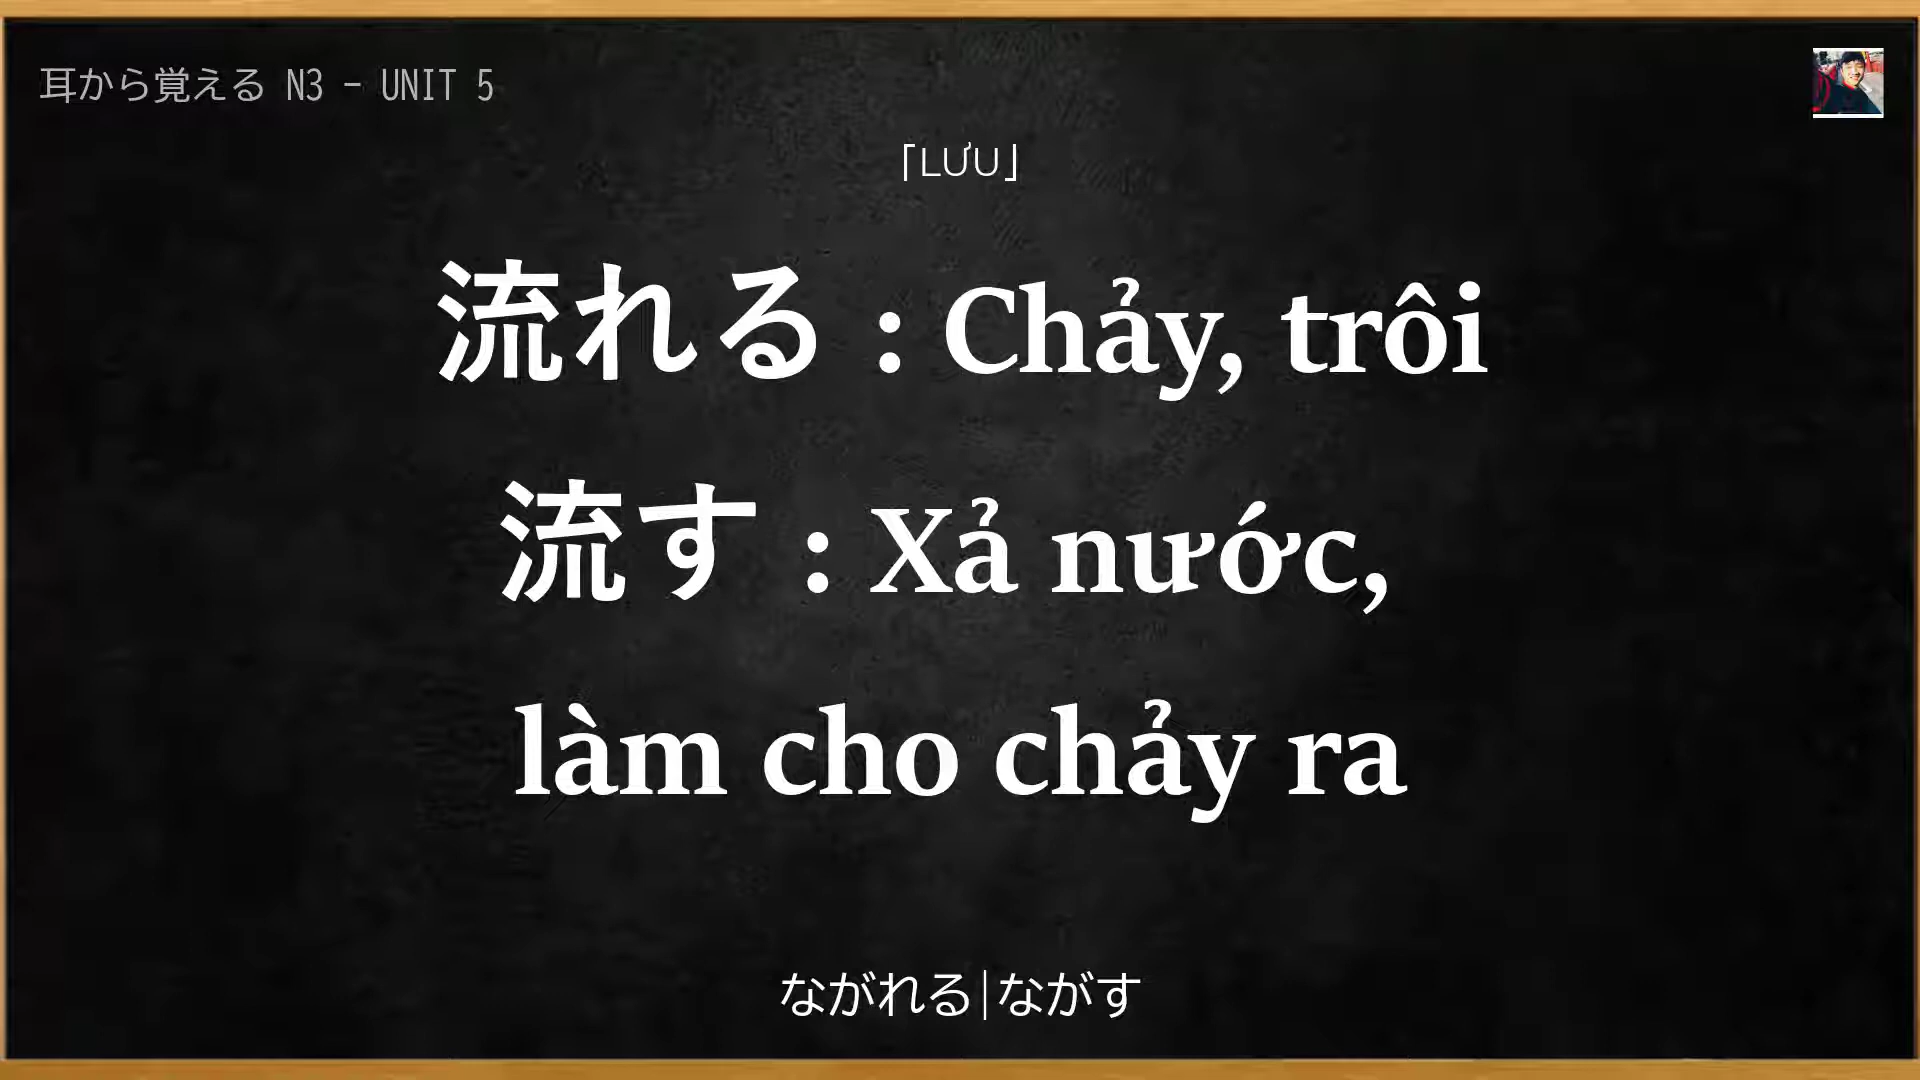 耳から覚える N3 - UNIT 5
「LƯU」
流れる : Chảy, trôi
流す : Xả nước,
làm cho chảy ra
ながれる|ながす